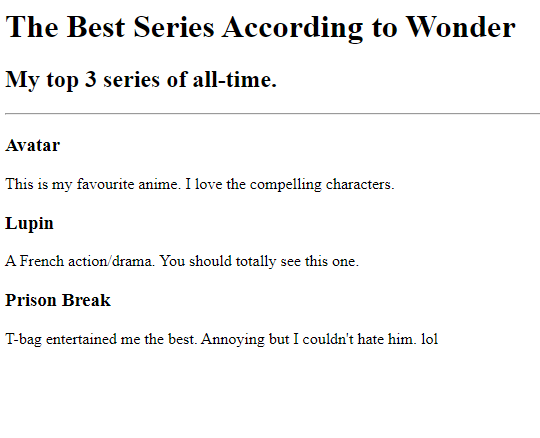 The Best Series According to Wonder
My top 3 series of all-time.
Avatar
This is my favourite anime. I love the compelling characters.
Lupin
A French action/drama. You should totally see this one.
Prison Break
T-bag entertained me the best. Annoying but I couldn't hate him. lol